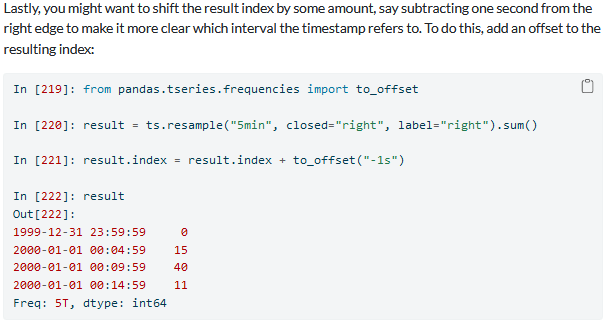 Lastly, you might want to shift the result index by some amount, say subtracting one second from the
right edge to make it more clear which interval the timestamp refers to. To do this, add an offset to the
resulting index:
In [219]: from pandas.tseries.frequencies import to_offset
In [220]: result = ts.resample("5min", closed="right", label="right").sum()
In [221]: result.index = result.index + to_offset("-1s")
In [222]: result
Out[222]:
1999-12-31 23:59:59     0
2000-01-01 00:04:59    15
2000-01-01 00:09:59    40
2000-01-01 00:14:59    11
Freq: 5T, dtype: int64